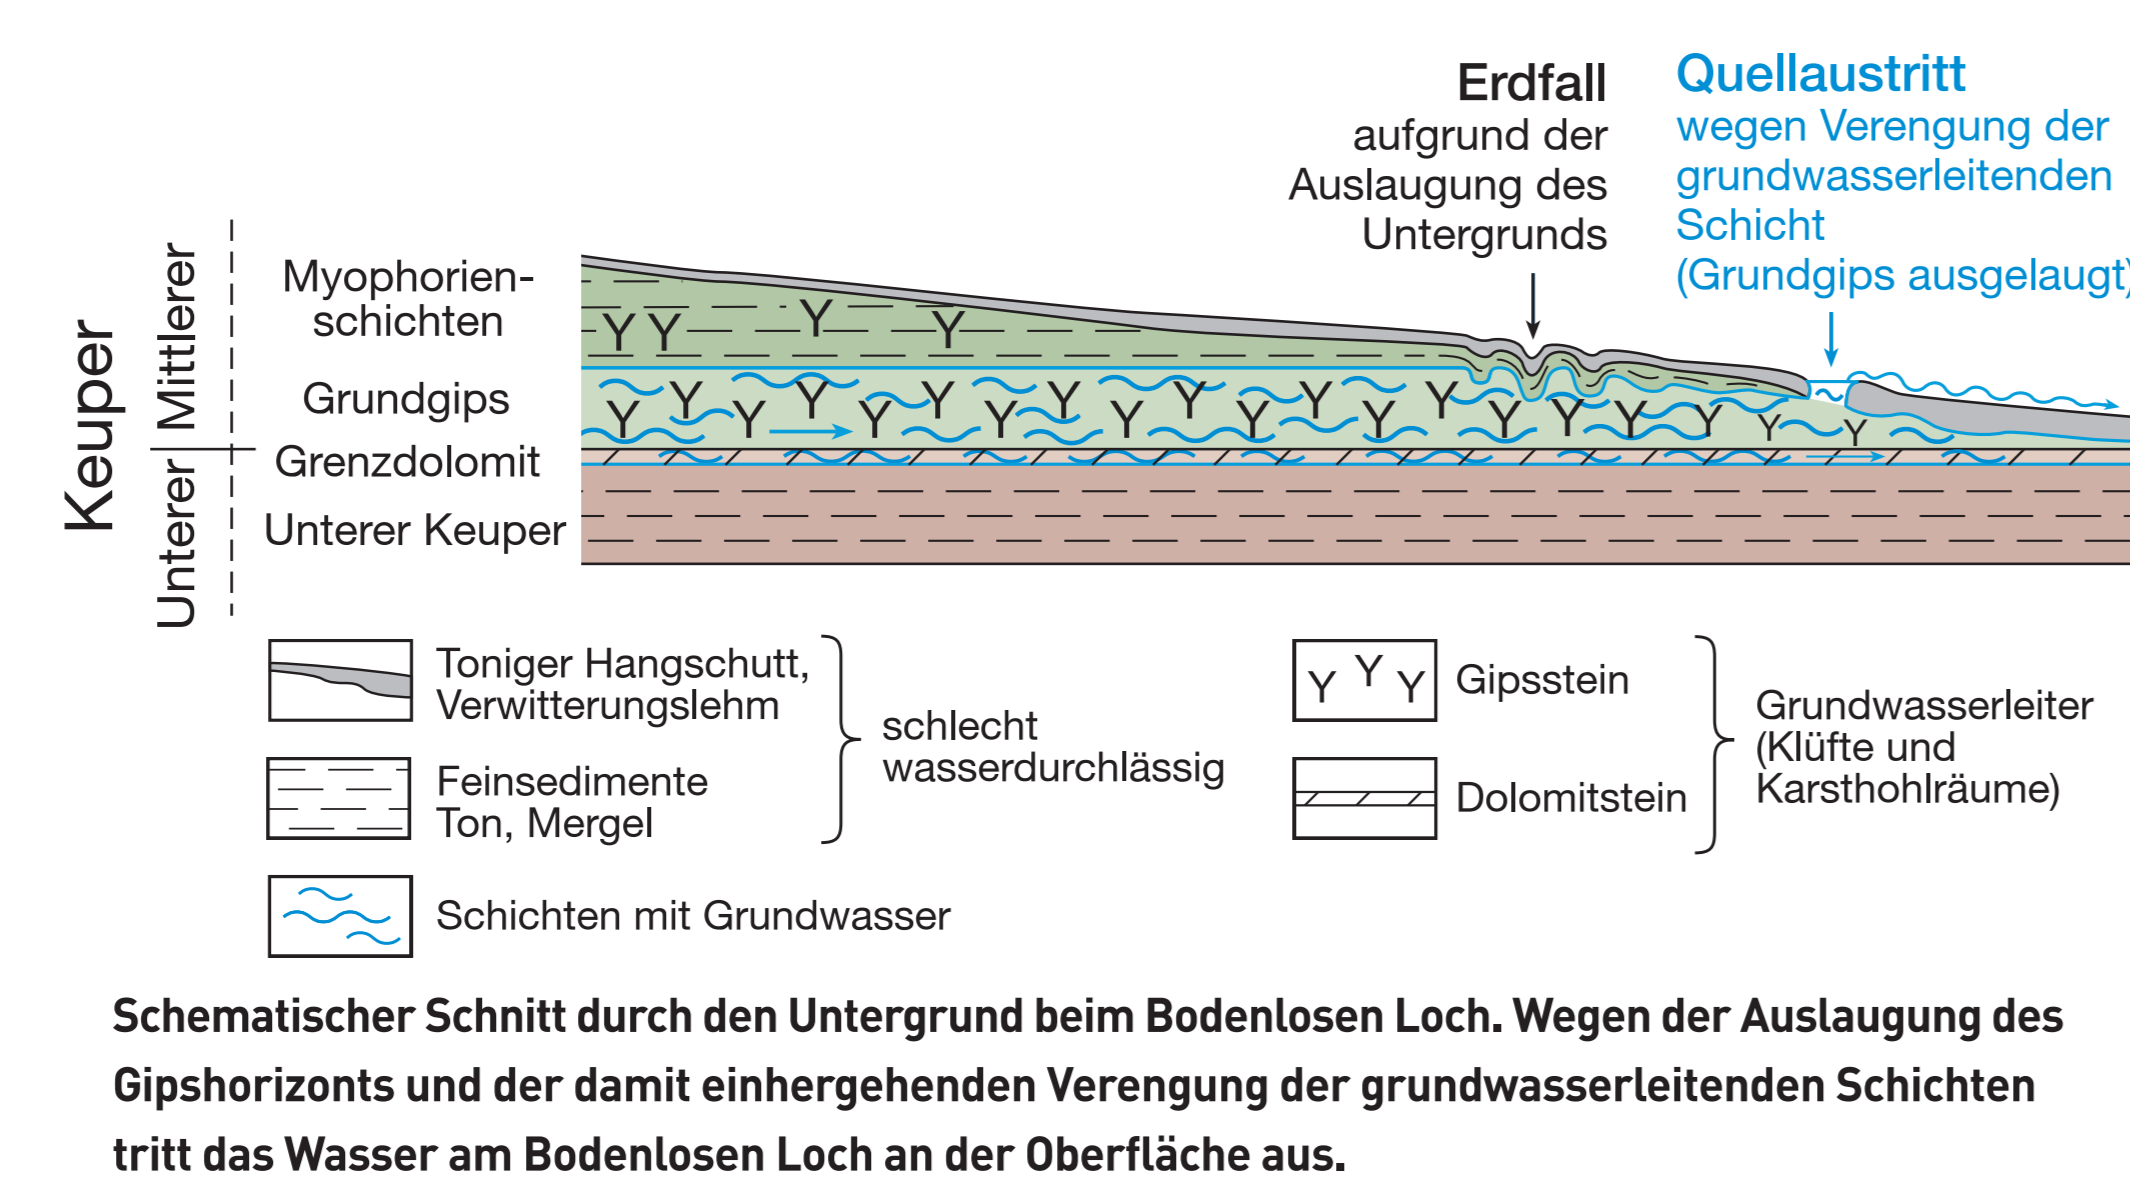 Erdfall
aufgrund der
Auslaugung des
Untergrunds
Quellaustritt
wegen Verengung der
grundwasserleitenden
Schicht
(Grundgips ausgelaugt)
Keuper
Mittlerer
Unterer
Myophorien-
schichten
Grundgips
Grenzdolomit
Unterer Keuper
Toniger Hangschutt,
Verwitterungslehm
Feinsedimente
Ton, Mergel
schlecht
wasserdurchlässig
Schichten mit Grundwasser
Gipsstein
Dolomitstein
Grundwasserleiter
(Klüfte und
Karsthohlräume)
Schematischer Schnitt durch den Untergrund beim Bodenlosen Loch. Wegen der Auslaugung des
Gipshorizonts und der damit einhergehenden Verengung der grundwasserleitenden Schichten
tritt das Wasser am Bodenlosen Loch an der Oberfläche aus.